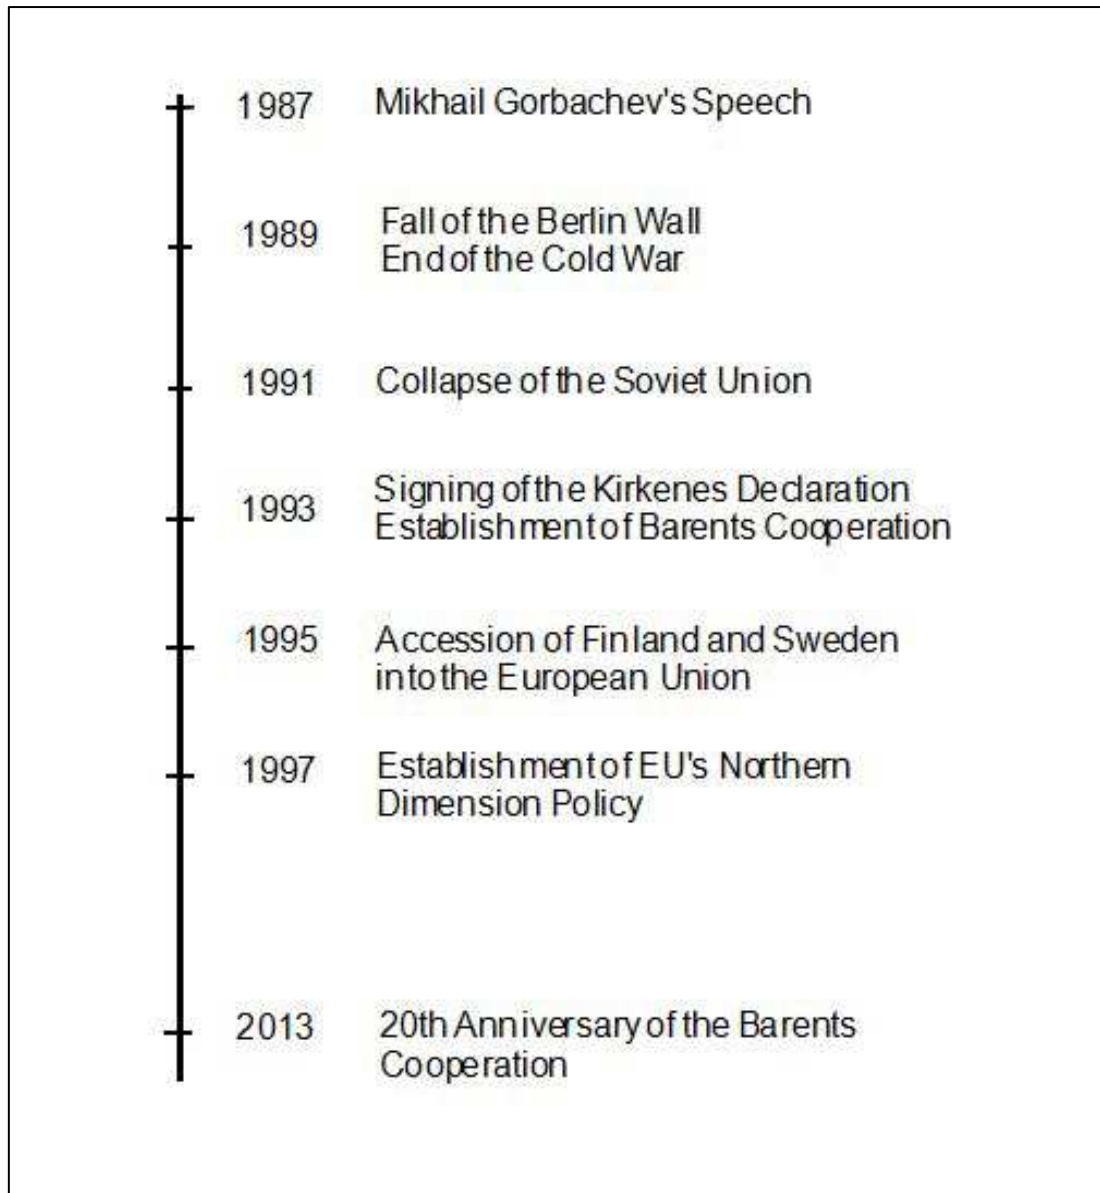 1987 Mikhail Gorbachev's Speech
1989 Fall of the Berlin Wall
End of the Cold War
1991 Collapse of the Soviet Union
1993 Signing of the Kirkenes Declaration
Establishment of Barents Cooperation
1995 Accession of Finland and Sweden
into the European Union
1997 Establishment of EU's Northern
Dimension Policy
2013 20th Anniversary of the Barents
Cooperation